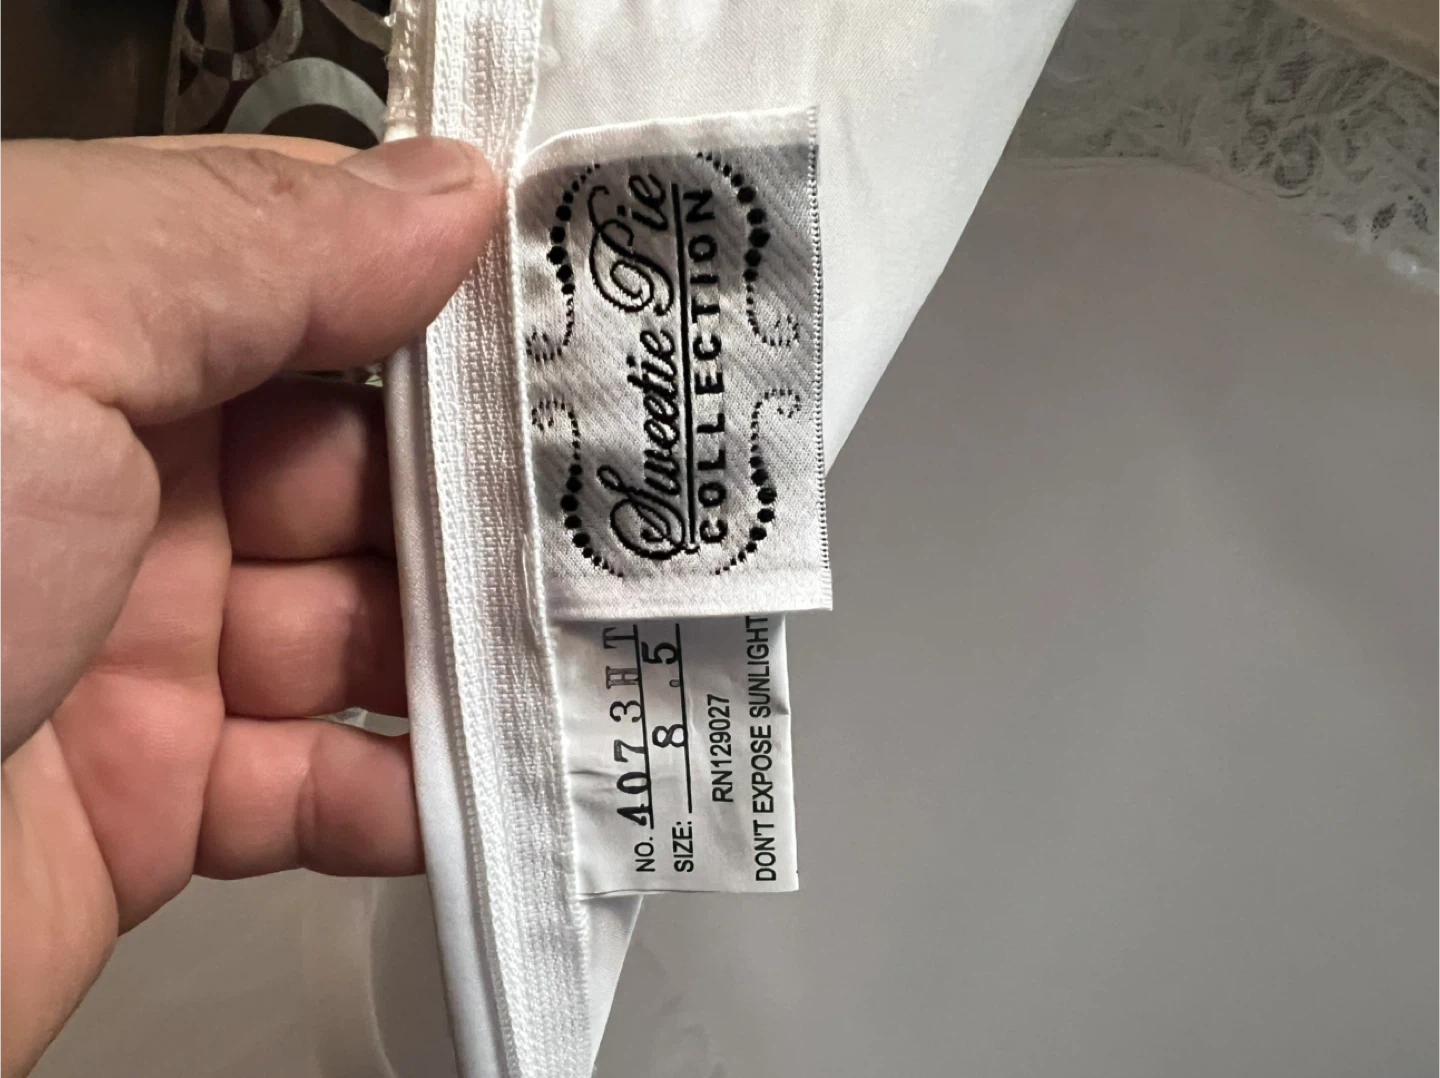 Sweetie Pie
COLLECTION
NO. 4073HT
SIZE: 8.5
RN129027
DON'T EXPOSE SUNLIGHT